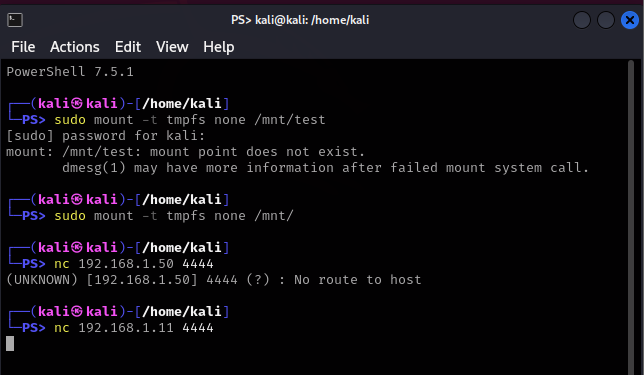 PS> kali@kali: /home/kali
File Actions Edit View Help
PowerShell 7.5.1
┌──(kali㉿kali)-[/home/kali]
└─PS> sudo mount -t tmpfs none /mnt/test
[sudo] password for kali:
mount: /mnt/test: mount point does not exist.
       dmesg(1) may have more information after failed mount system call.
┌──(kali㉿kali)-[/home/kali]
└─PS> sudo mount -t tmpfs none /mnt/
┌──(kali㉿kali)-[/home/kali]
└─PS> nc 192.168.1.50 4444
(UNKNOWN) [192.168.1.50] 4444 (?) : No route to host
┌──(kali㉿kali)-[/home/kali]
└─PS> nc 192.168.1.11 4444